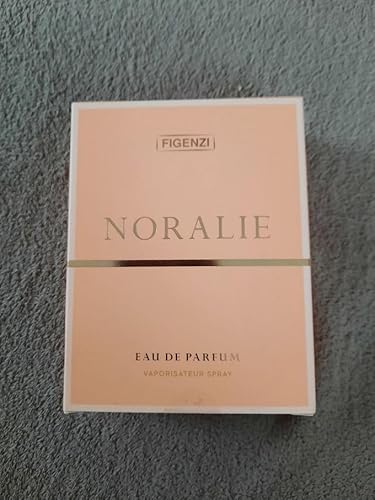 FIGENZI
NORALIE
EAU DE PARFUM
VAPORISATEUR SPRAY